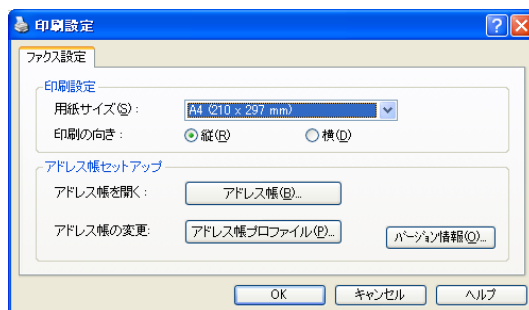 印刷設定
ファクス設定
印刷設定
用紙サイズ(S):
A4 (210 x 297 mm)
印刷の向き:
縦(R)
横(D)
アドレス帳セットアップ
アドレス帳を開く:
アドレス帳(B)...
アドレス帳の変更:
アドレス帳プロファイル(P)...
バージョン情報(O)...
OK
キャンセル
ヘルプ